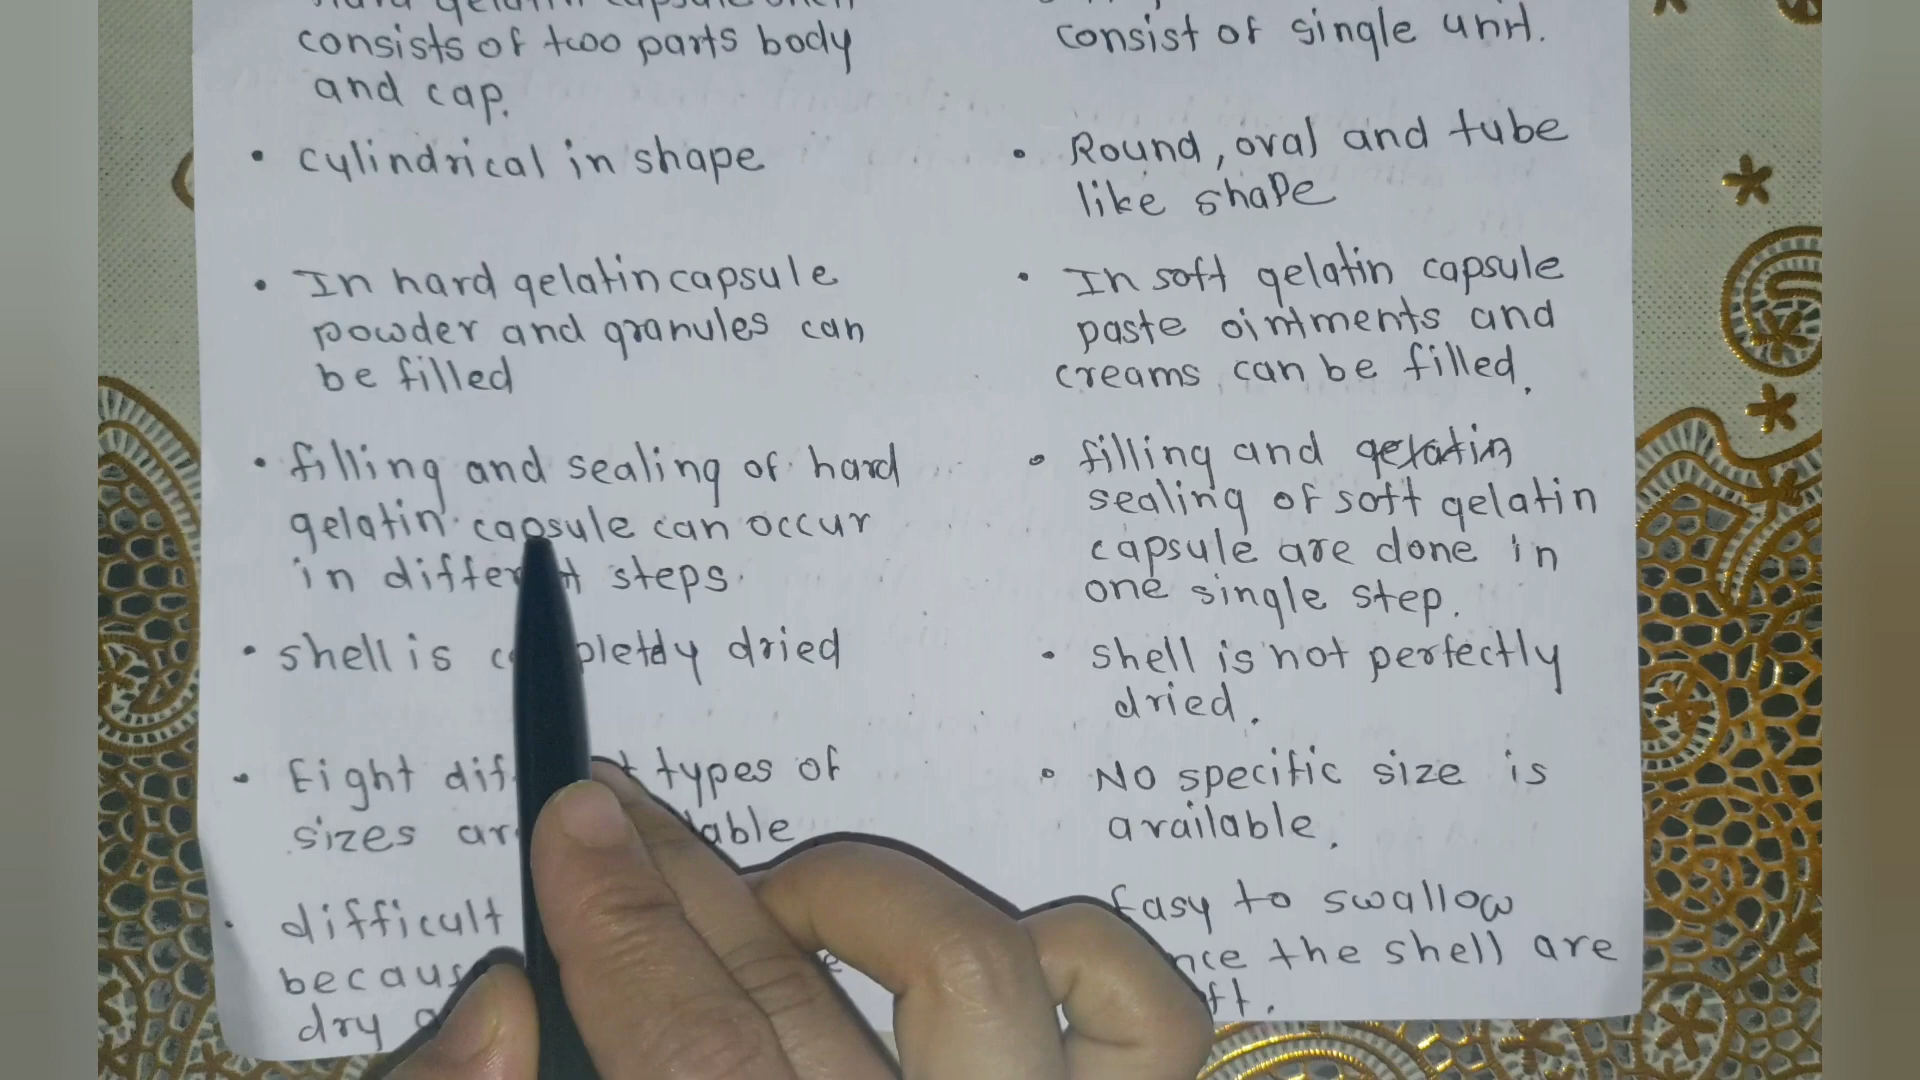 consists of two parts body
and cap.
• cylindrical in shape
• In hard gelatin capsule
powder and granules can
be filled
• filling and sealing of hard
gelatin capsule can occur
in different steps.
• shell is dried
• Eight types of
sizes
• difficult
dry
consist of single unit.
• Round, oval and tube
like shape
• In soft gelatin capsule
paste ointments and
creams can be filled.
• filling and gelatin
sealing of soft gelatin
capsule are done in
one single step.
• shell is not perfectly
dried.
• No specific size is
available.
Easy to swallow
the shell are